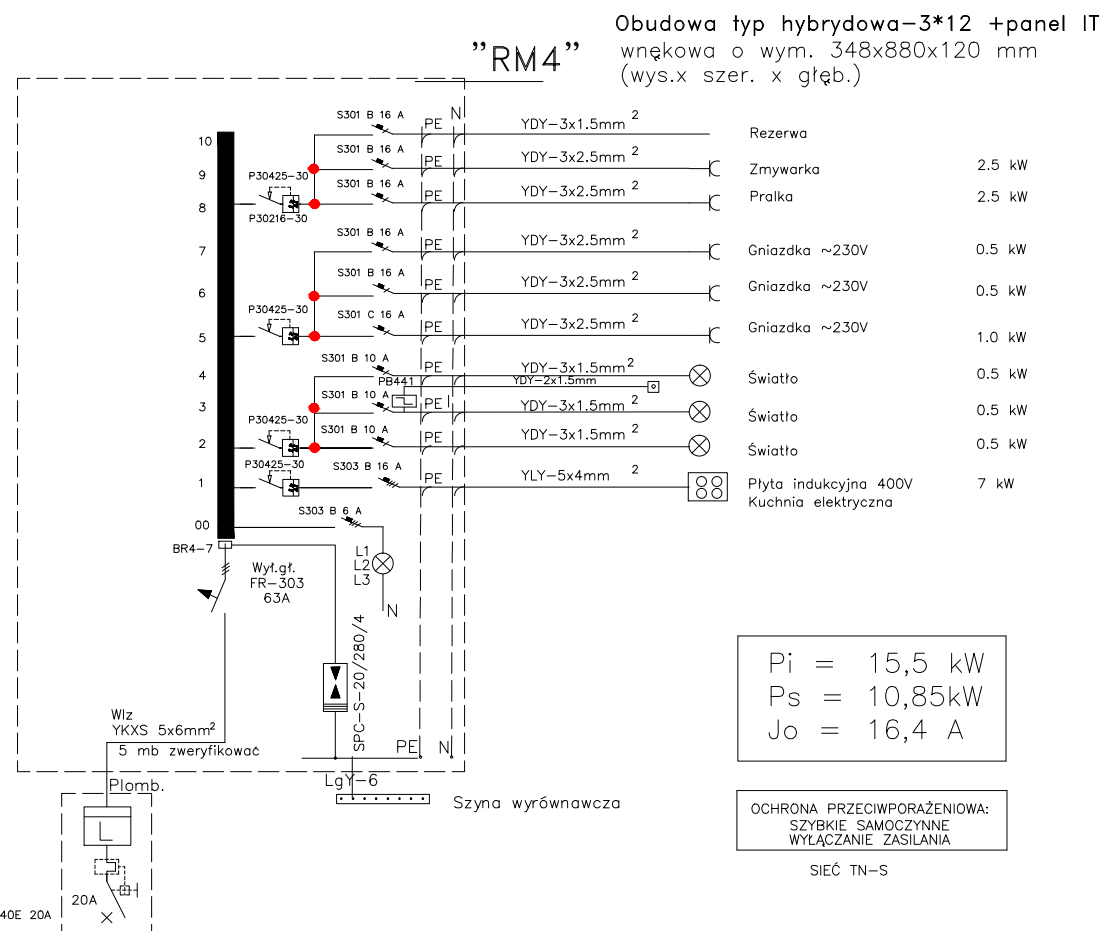 Obudowa typ hybrydowa-3*12 +panel IT
"RM4"
wnękowa o wym. 348x880x120 mm
(wys.x szer. x głęb.)
N
S301 B 16 A
PE
YDY-3x1.5mm 2
Rezerwa
10
S301 B 16 A
PE
YDY-3x2.5mm 2
Zmywarka
2.5 kW
9
P30425-30
S301 B 16 A
PE
YDY-3x2.5mm 2
Pralka
2.5 kW
8
P30216-30
S301 B 16 A
PE
YDY-3x2.5mm 2
Gniazdka ~230V
0.5 kW
7
S301 B 16 A
PE
YDY-3x2.5mm 2
Gniazdka ~230V
0.5 kW
6
P30425-30
S301 C 16 A
PE
YDY-3x2.5mm 2
Gniazdka ~230V
1.0 kW
5
S301 B 10 A
PE
YDY-3x1.5mm 2
Światło
0.5 kW
4
PB441
YDY-2x1.5mm
S301 B 10 A
PE
YDY-3x1.5mm 2
Światło
0.5 kW
3
P30425-30
S301 B 10 A
PE
YDY-3x1.5mm 2
Światło
0.5 kW
2
P30425-30
S303 B 16 A
PE
YLY-5x4mm 2
Płyta indukcyjna 400V
7 kW
1
Kuchnia elektryczna
S303 B 6 A
00
BR4-7
L1
L2
L3
N
Wył.gł.
FR-303
63A
SPC-S-20/280/4
Pi = 15,5 kW
Ps = 10,85kW
Jo = 16,4 A
Wlz
YKXS 5x6mm2
5 mb zweryfikować
PE
N
Plomb.
LgY-6
Szyna wyrównawcza
OCHRONA PRZECIWPORAŻENIOWA:
SZYBKIE SAMOCZYNNE
WYŁĄCZANIE ZASILANIA
SIEĆ TN-S
20A
40E 20A